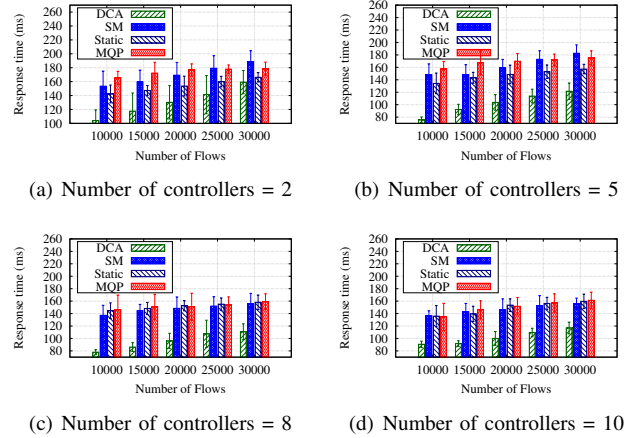 Response time (ms)
260
240
220
200
180
160
140
120
100
DCA
SM
Static
MQP
10000 15000 20000 25000 30000
Number of Flows
(a) Number of controllers = 2
Response time (ms)
260
240
220
200
180
160
140
120
100
80
DCA
SM
Static
MQP
10000 15000 20000 25000 30000
Number of Flows
(b) Number of controllers = 5
Response time (ms)
260
240
220
200
180
160
140
120
100
80
DCA
SM
Static
MQP
10000 15000 20000 25000 30000
Number of Flows
(c) Number of controllers = 8
Response time (ms)
260
240
220
200
180
160
140
120
100
80
DCA
SM
Static
MQP
10000 15000 20000 25000 30000
Number of Flows
(d) Number of controllers = 10